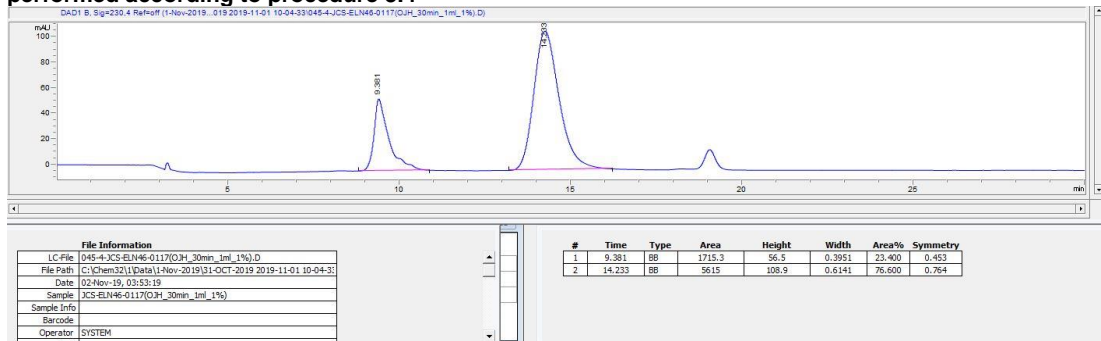 DAD1 B, Sig=230,4 Ref=off (1-Nov-2019...019 2019-11-01 10-04-33\045-4-JCS-ELN46-0117(OJH_30min_1ml_1%).D)
mAU
100
80
60
40
20
0
9.381
14.233
5 10 15 20 25 min
File Information
LC-File 045-4-JCS-ELN46-0117(OJH_30min_1ml_1%).D
File Path C:\Chem32\1\Data\1-Nov-2019\31-OCT-2019 2019-11-01 10-04-33
Date 02-Nov-19, 03:53:19
Sample JCS-ELN46-0117(OJH_30min_1ml_1%)
Sample Info
Barcode
Operator SYSTEM
# Time Type Area Height Width Area% Symmetry
1 9.381 BB 1715.3 56.5 0.3951 23.400 0.453
2 14.233 BB 5615 108.9 0.6141 76.600 0.764